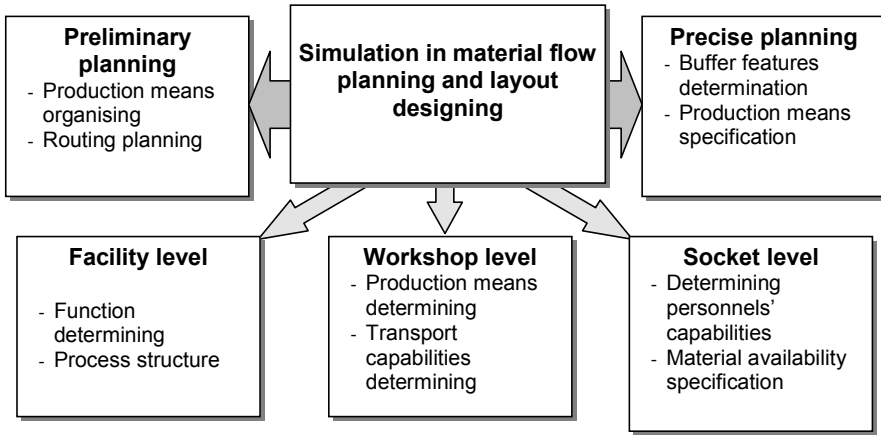 Preliminary
planning
- Production means
organising
- Routing planning
Simulation in material flow
planning and layout
designing
Precise planning
- Buffer features
determination
- Production means
specification
Facility level
- Function
determining
- Process structure
Workshop level
- Production means
determining
- Transport
capabilities
determining
Socket level
- Determining
personnels’
capabilities
- Material availability
specification